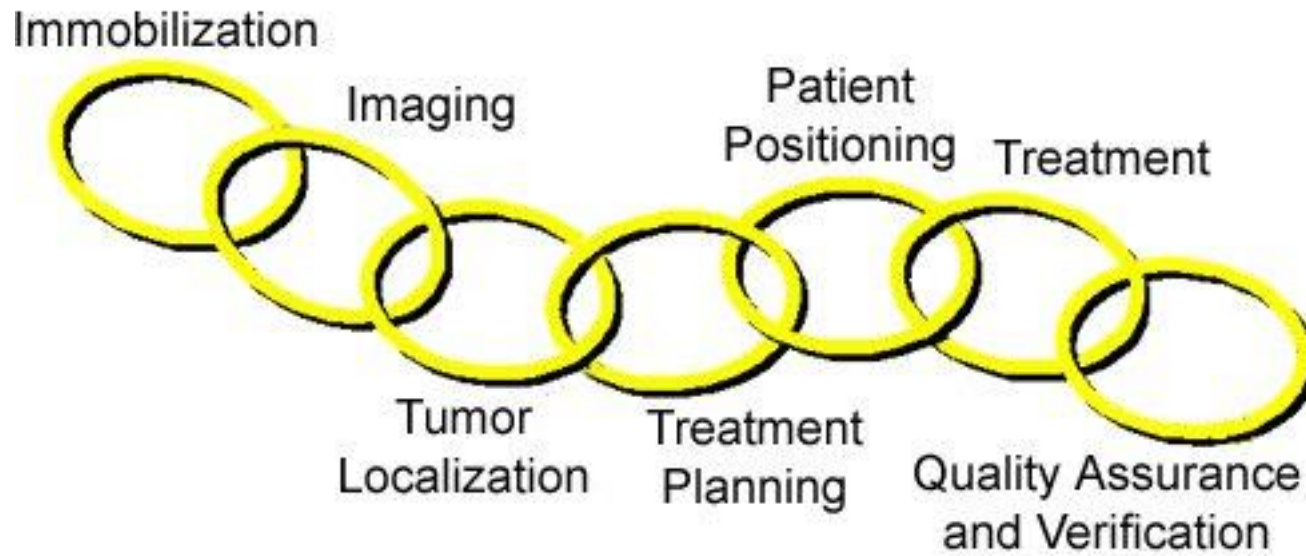 Immobilization
Imaging
Tumor
Localization
Treatment
Planning
Patient
Positioning
Treatment
Quality Assurance
and Verification